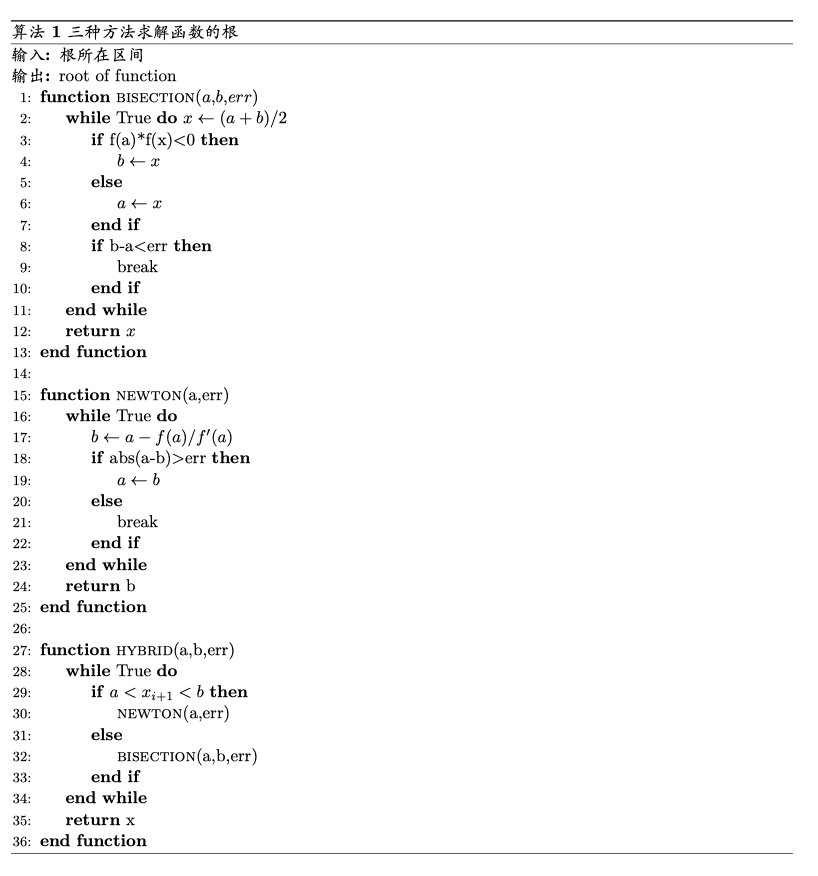 算法 1 三种方法求解函数的根
输入: 根所在区间
输出: root of function
1: function BISECTION(a,b,err)
2: while True do x ← (a + b)/2
3: if f(a)*f(x)<0 then
4: b ← x
5: else
6: a ← x
7: end if
8: if b-a<err then
9: break
10: end if
11: end while
12: return x
13: end function
14:
15: function NEWTON(a,err)
16: while True do
17: b ← a − f(a)/f′(a)
18: if abs(a-b)>err then
19: a ← b
20: else
21: break
22: end if
23: end while
24: return b
25: end function
26:
27: function HYBRID(a,b,err)
28: while True do
29: if a < x_{i+1} < b then
30: NEWTON(a,err)
31: else
32: BISECTION(a,b,err)
33: end if
34: end while
35: return x
36: end function